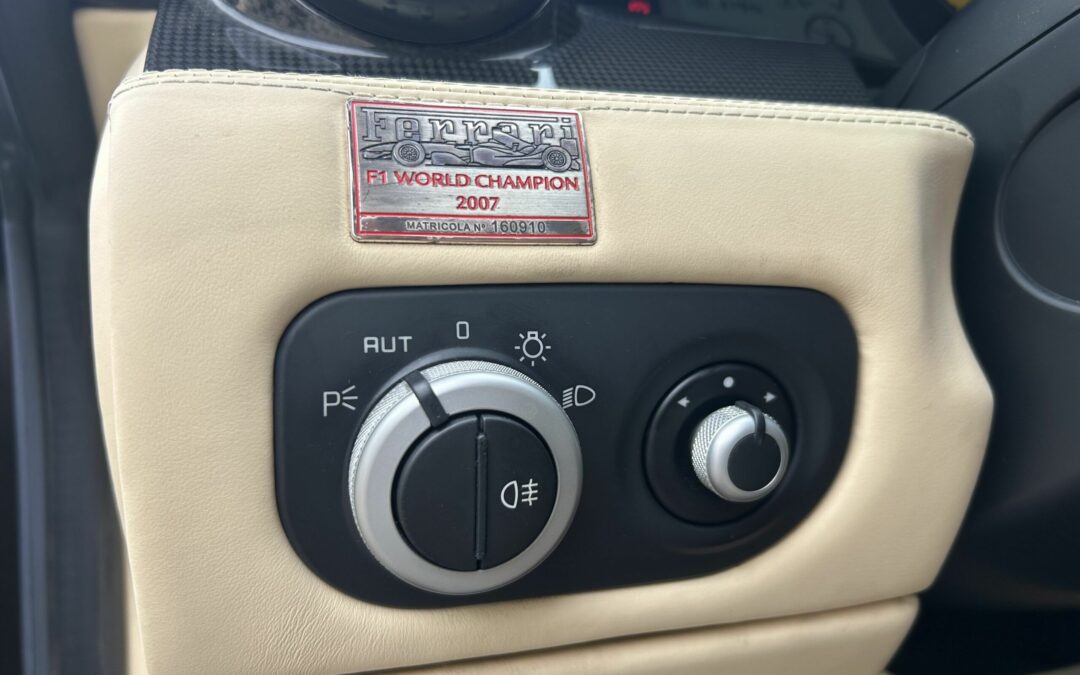 Ferrari
F1 WORLD CHAMPION
2007
MATRICOLA Nº 160910
AUT
0
P